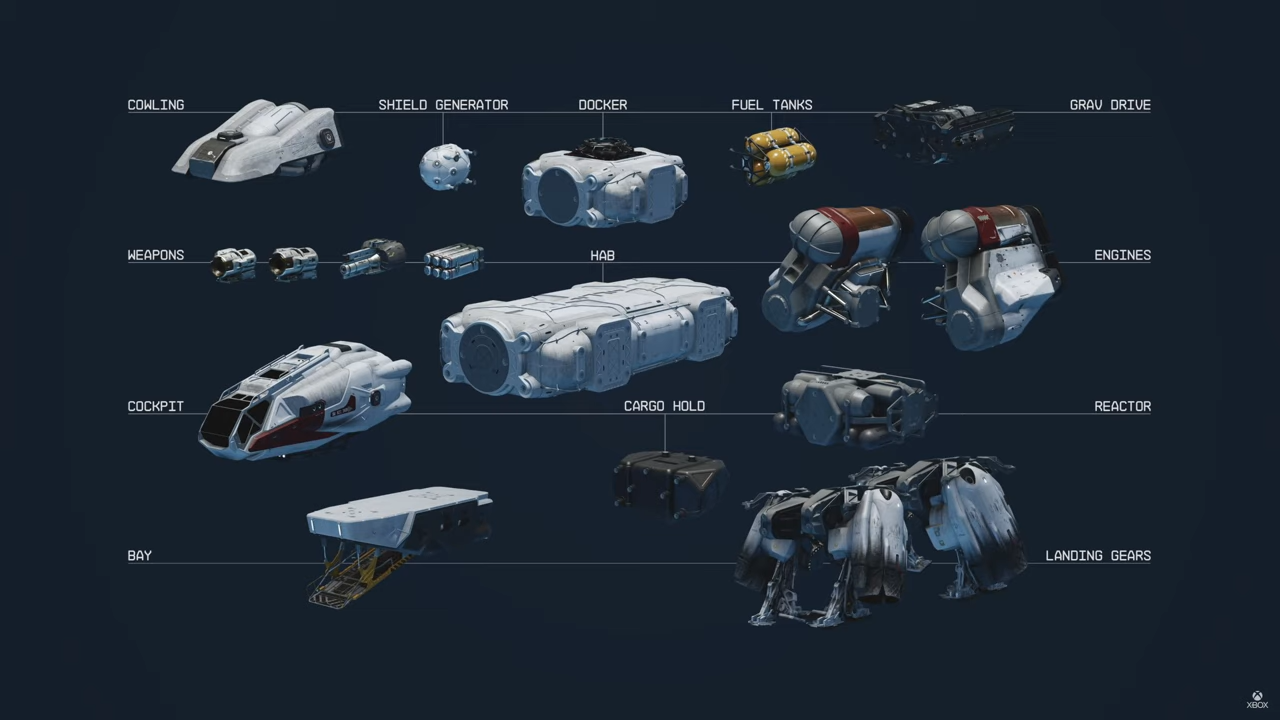 COWLING
SHIELD GENERATOR
DOCKER
FUEL TANKS
GRAV DRIVE
WEAPONS
HAB
ENGINES
COCKPIT
CARGO HOLD
REACTOR
BAY
LANDING GEARS
XBOX